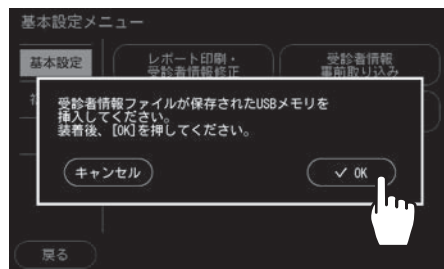 基本設定メニュー
基本設定
レポート印刷・
受診者情報修正
受診者情報
事前取り込み
受診者情報ファイルが保存されたUSBメモリを
挿入してください。
装着後、[OK]を押してください。
キャンセル
✓ OK
戻る